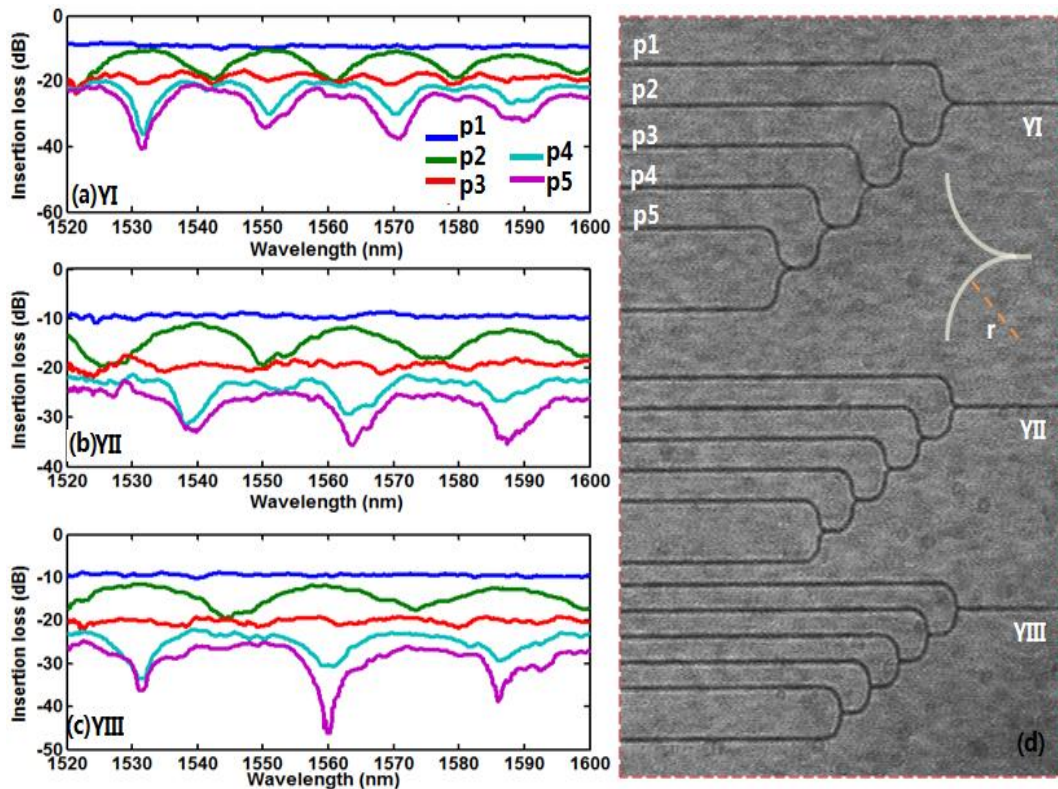 0
-20
-40
-60
Insertion loss (dB)
p1
p2
p3
p4
p5
(a)YI
1520 1530 1540 1550 1560 1570 1580 1590 1600
Wavelength (nm)
0
-10
-20
-30
-40
Insertion loss (dB)
(b)YII
1520 1530 1540 1550 1560 1570 1580 1590 1600
Wavelength (nm)
0
-10
-20
-30
-40
-50
Insertion loss (dB)
(c)YIII
1520 1530 1540 1550 1560 1570 1580 1590 1600
Wavelength (nm)
p1
p2
p3
p4
p5
YI
r
YII
YIII
(d)